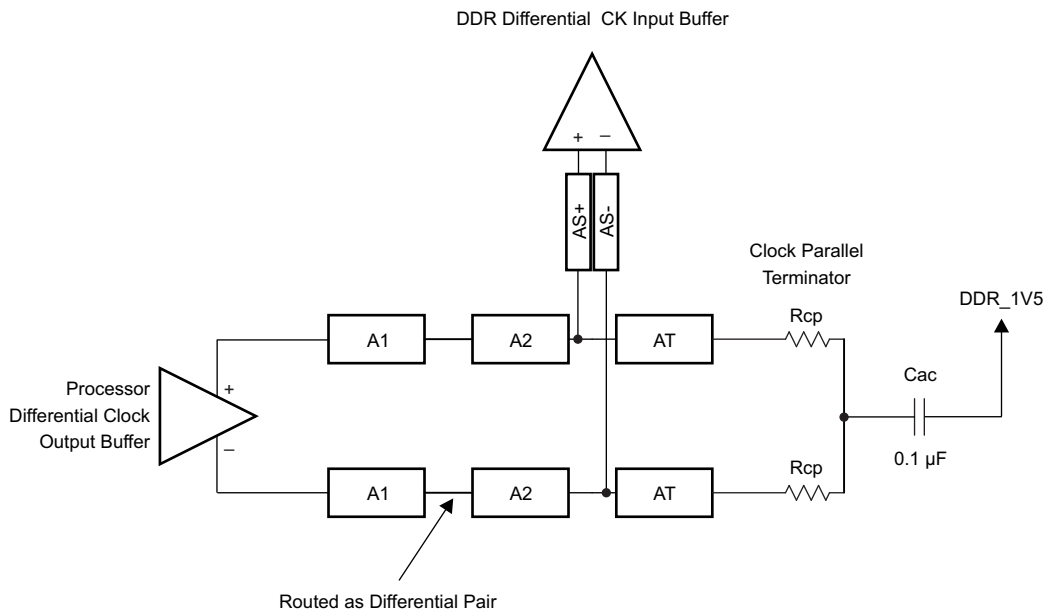 DDR Differential CK Input Buffer
+ –
AS+
AS-
Clock Parallel
Terminator
DDR_1V5
Rcp
A1
A2
AT
Cac
Processor
Differential Clock
Output Buffer
+
–
0.1 µF
Rcp
A1
A2
AT
Routed as Differential Pair